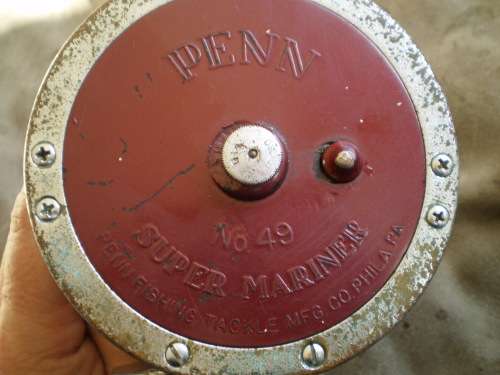 PENN
No 49
SUPER MARINER
PENN FISHING TACKLE MFG CO. PHILA. PA.